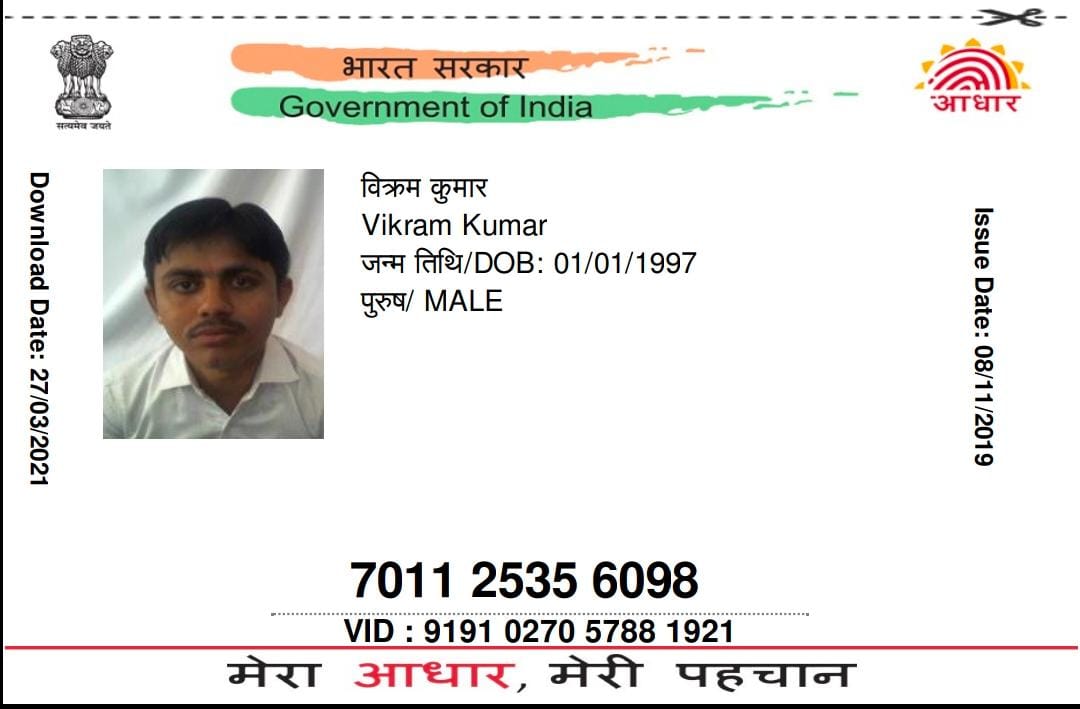 भारत सरकार
Government of India
सत्यमेव जयते
आधार
Download Date: 27/03/2021
विक्रम कुमार
Vikram Kumar
जन्म तिथि/DOB: 01/01/1997
पुरुष/ MALE
Issue Date: 08/11/2019
7011 2535 6098
VID : 9191 0270 5788 1921
मेरा आधार, मेरी पहचान